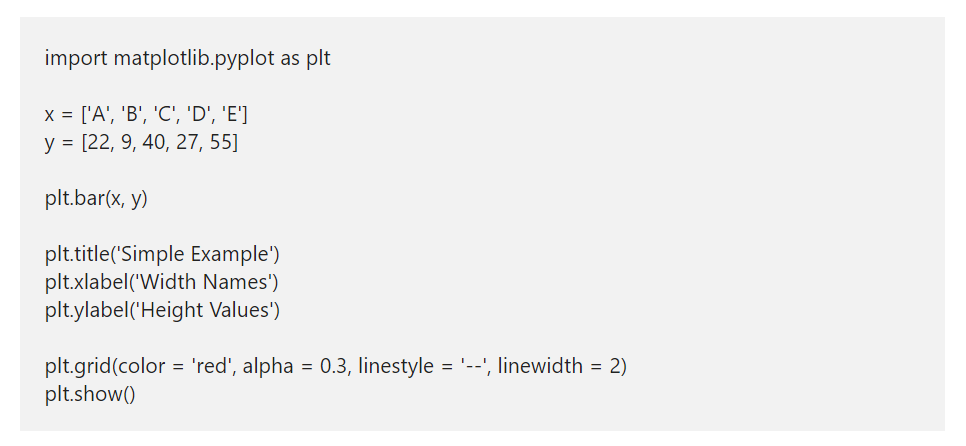 import matplotlib.pyplot as plt
x = ['A', 'B', 'C', 'D', 'E']
y = [22, 9, 40, 27, 55]
plt.bar(x, y)
plt.title('Simple Example')
plt.xlabel('Width Names')
plt.ylabel('Height Values')
plt.grid(color = 'red', alpha = 0.3, linestyle = '--', linewidth = 2)
plt.show()